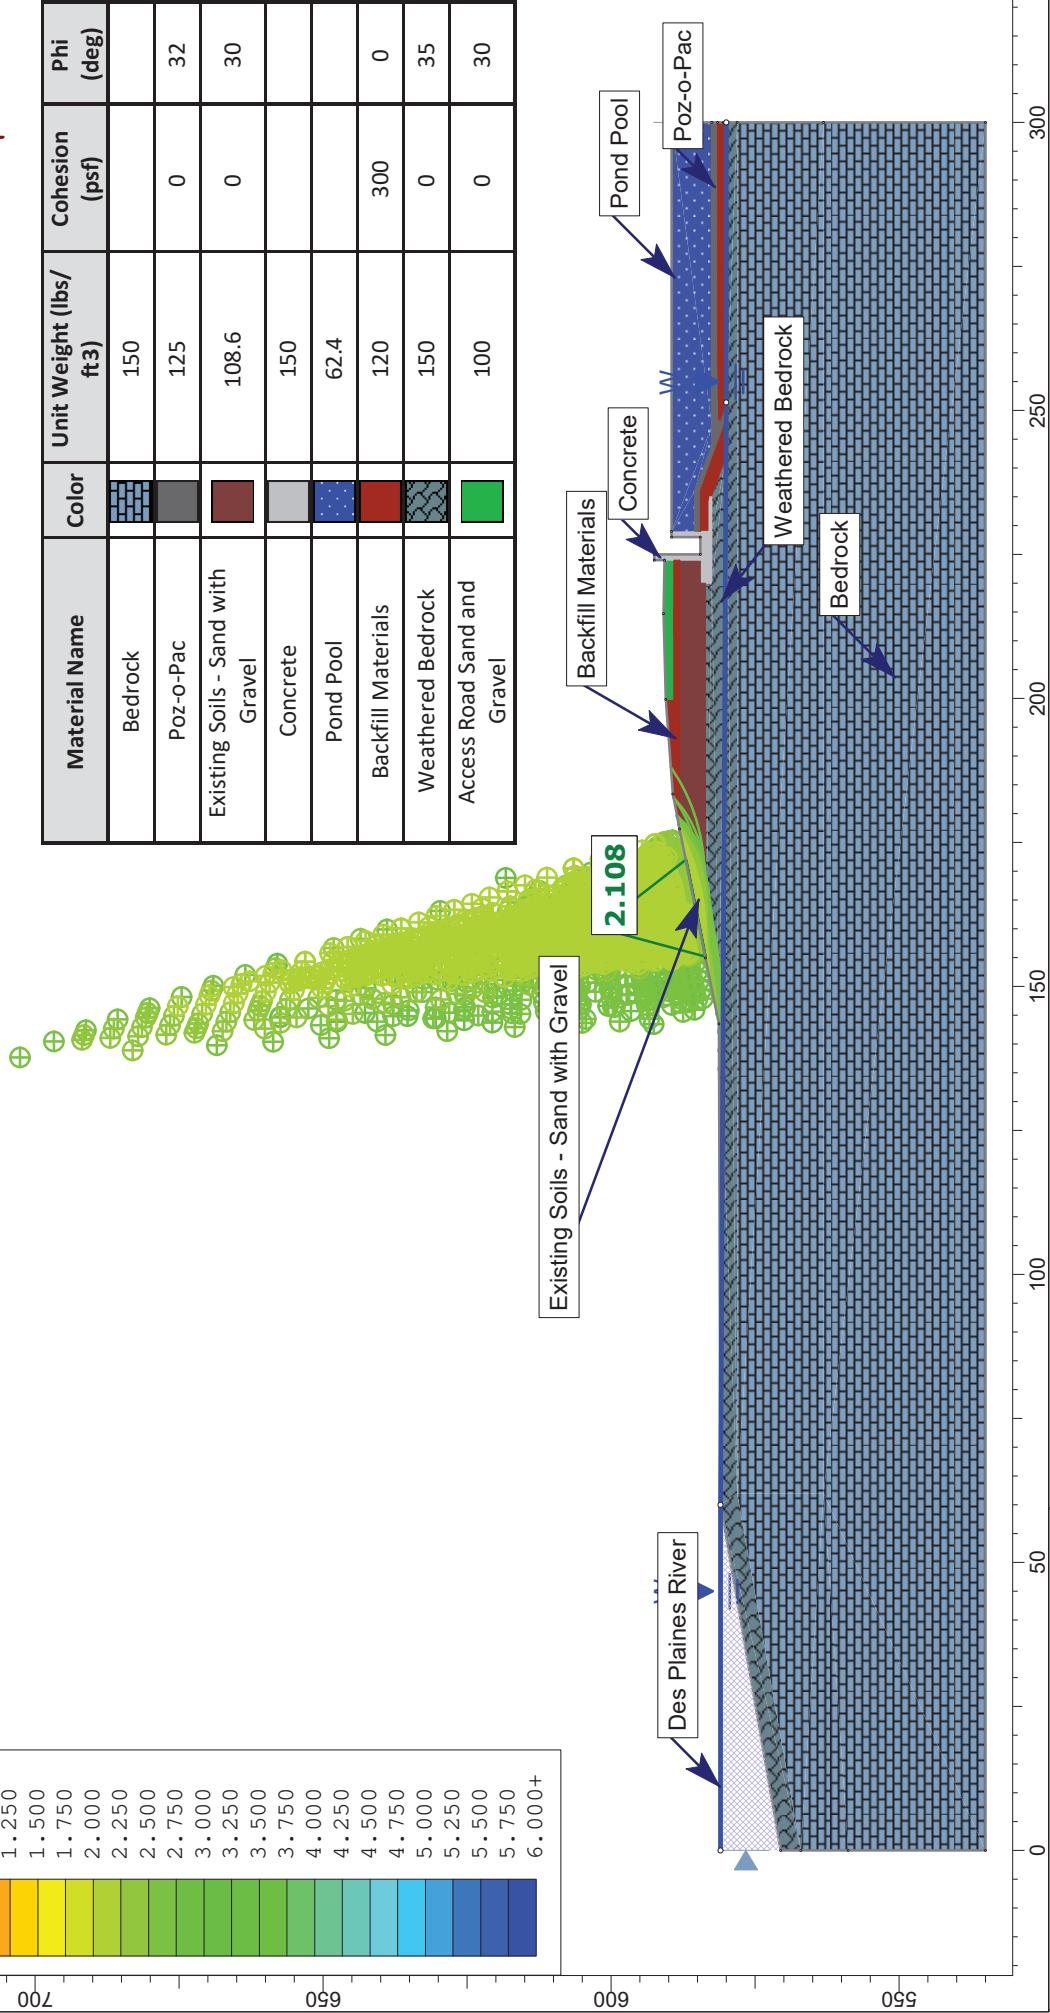 Material Name Color Unit Weight (lbs/ ft3) Cohesion (psf) Phi (deg)
Bedrock 150
Poz-o-Pac 125 0 32
Existing Soils - Sand with Gravel 108.6 0 30
Concrete 150
Pond Pool 62.4
Backfill Materials 120 300 0
Weathered Bedrock 150 0 35
Access Road Sand and Gravel 100 0 30
1.250
1.500
1.750
2.000
2.250
2.500
2.750
3.000
3.250
3.500
3.750
4.000
4.250
4.500
4.750
5.000
5.250
5.500
5.750
6.000+
2.108
Existing Soils - Sand with Gravel
Backfill Materials
Concrete
Pond Pool
Poz-o-Pac
W
Des Plaines River
Weathered Bedrock
Bedrock
700
650
600
550
0 50 100 150 200 250 300